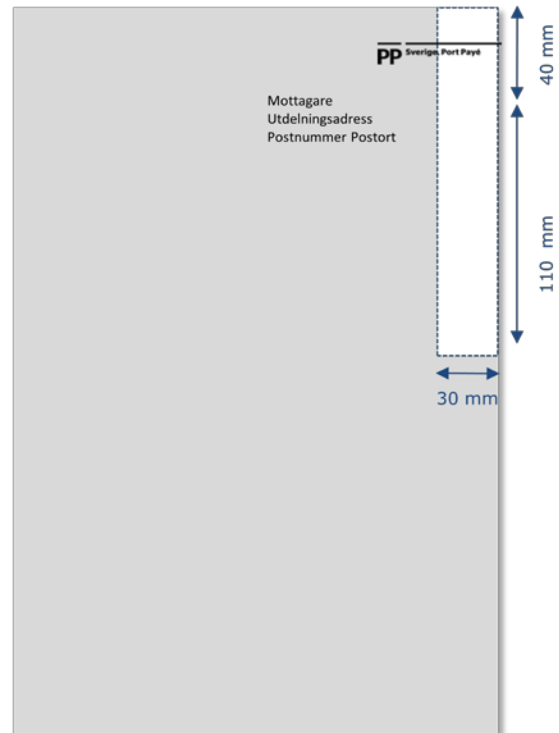 PP Sverige, Port Payé
Mottagare
Utdelningsadress
Postnummer Postort
40 mm
110 mm
30 mm